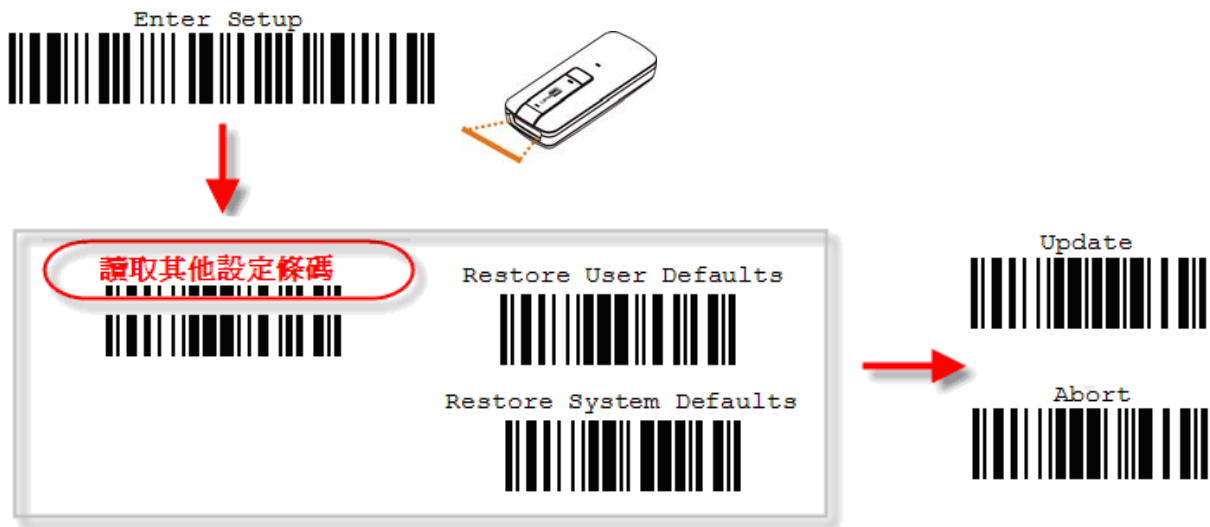 Enter Setup
讀取其他設定條碼
Restore User Defaults
Restore System Defaults
Update
Abort